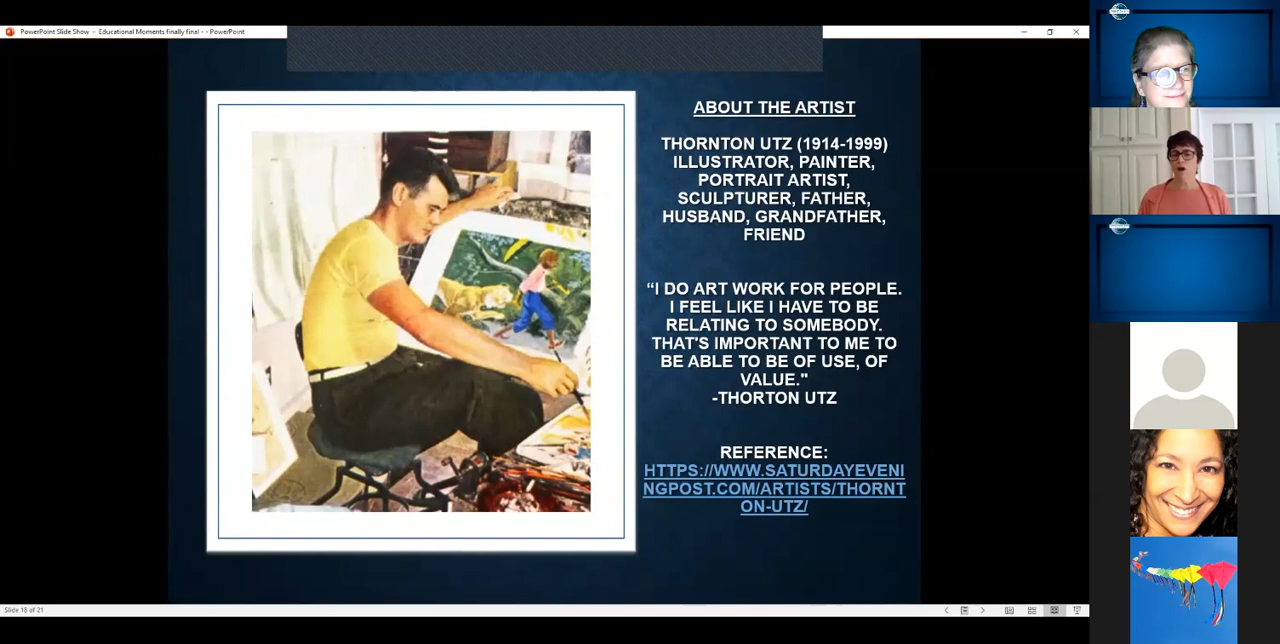 PowerPoint Slide Show - Educational Moments finally final - - PowerPoint
ABOUT THE ARTIST
THORNTON UTZ (1914-1999)
ILLUSTRATOR, PAINTER,
PORTRAIT ARTIST,
SCULPTURER, FATHER,
HUSBAND, GRANDFATHER,
FRIEND
“I DO ART WORK FOR PEOPLE.
I FEEL LIKE I HAVE TO BE
RELATING TO SOMEBODY.
THAT'S IMPORTANT TO ME TO
BE ABLE TO BE OF USE, OF
VALUE."
-THORTON UTZ
REFERENCE:
HTTPS://WWW.SATURDAYEVENI
NGPOST.COM/ARTISTS/THORNT
ON-UTZ/
Slide 18 of 21